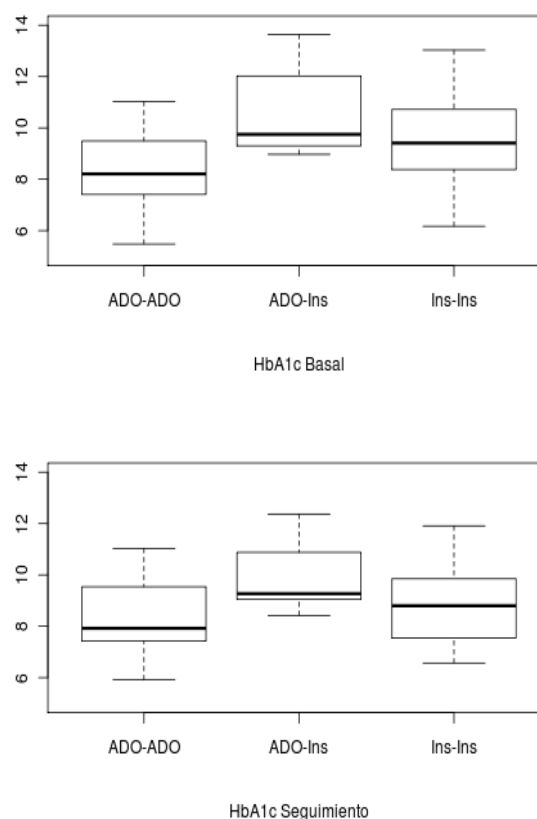 14
12
10
8
6
ADO-ADO ADO-Ins Ins-Ins
HbA1c Basal
14
12
10
8
6
ADO-ADO ADO-Ins Ins-Ins
HbA1c Seguimiento